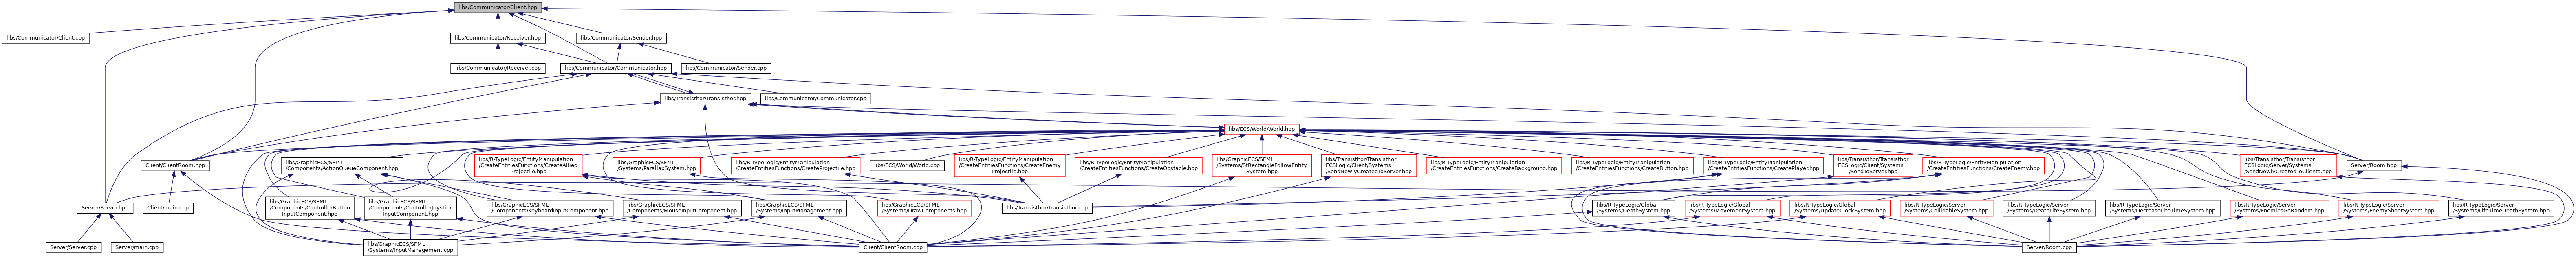 libs/Communicator/Client.hpp
libs/Communicator/Client.cpp
libs/Communicator/Receiver.hpp
libs/Communicator/Sender.hpp
libs/Communicator/Receiver.cpp
libs/Communicator/Communicator.hpp
libs/Communicator/Sender.cpp
libs/Transisthor/Transisthor.hpp
libs/Communicator/Communicator.cpp
libs/ECS/World/World.hpp
Client/ClientRoom.hpp
libs/GraphicECS/SFML
/Components/ActionQueueComponent.hpp
libs/R-TypeLogic/EntityManipulation
/CreateEntitiesFunctions/CreateAllied
Projectile.hpp
libs/GraphicECS/SFML
/Systems/ParallaxSystem.hpp
libs/R-TypeLogic/EntityManipulation
/CreateEntitiesFunctions/CreateProjectile.hpp
libs/ECS/World/World.cpp
libs/R-TypeLogic/EntityManipulation
/CreateEntitiesFunctions/CreateEnemy
Projectile.hpp
libs/R-TypeLogic/EntityManipulation
/CreateEntitiesFunctions/CreateObstacle.hpp
libs/GraphicECS/SFML
/Systems/SfRectangleFollowEntity
System.hpp
libs/Transisthor/Transisthor
ECSLogic/Client/Systems
/SendNewlyCreatedToServer.hpp
libs/R-TypeLogic/EntityManipulation
/CreateEntitiesFunctions/CreateBackground.hpp
libs/R-TypeLogic/EntityManipulation
/CreateEntitiesFunctions/CreateButton.hpp
libs/R-TypeLogic/EntityManipulation
/CreateEntitiesFunctions/CreatePlayer.hpp
libs/Transisthor/Transisthor
ECSLogic/Client/Systems
/SendToServer.hpp
libs/R-TypeLogic/EntityManipulation
/CreateEntitiesFunctions/CreateEnemy.hpp
libs/Transisthor/Transisthor
ECSLogic/Server/Systems
/SendNewlyCreatedToClients.hpp
Server/Room.hpp
Server/Server.hpp
Client/main.cpp
libs/GraphicECS/SFML
/Components/ControllerButton
InputComponent.hpp
libs/GraphicECS/SFML
/Components/ControllerJoystick
InputComponent.hpp
libs/GraphicECS/SFML
/Components/KeyboardInputComponent.hpp
libs/GraphicECS/SFML
/Components/MouseInputComponent.hpp
libs/GraphicECS/SFML
/Systems/InputManagement.hpp
libs/GraphicECS/SFML
/Systems/DrawComponents.hpp
libs/Transisthor/Transisthor.cpp
libs/R-TypeLogic/Global
/Systems/DeathSystem.hpp
libs/R-TypeLogic/Global
/Systems/MovementSystem.hpp
libs/R-TypeLogic/Global
/Systems/UpdateClockSystem.hpp
libs/R-TypeLogic/Server
/Systems/CollidableSystem.hpp
libs/R-TypeLogic/Server
/Systems/DeathLifeSystem.hpp
libs/R-TypeLogic/Server
/Systems/DecreaseLifeTimeSystem.hpp
libs/R-TypeLogic/Server
/Systems/EnemiesGoRandom.hpp
libs/R-TypeLogic/Server
/Systems/EnemyShootSystem.hpp
libs/R-TypeLogic/Server
/Systems/LifeTimeDeathSystem.hpp
Server/Server.cpp
Server/main.cpp
libs/GraphicECS/SFML
/Systems/InputManagement.cpp
Client/ClientRoom.cpp
Server/Room.cpp